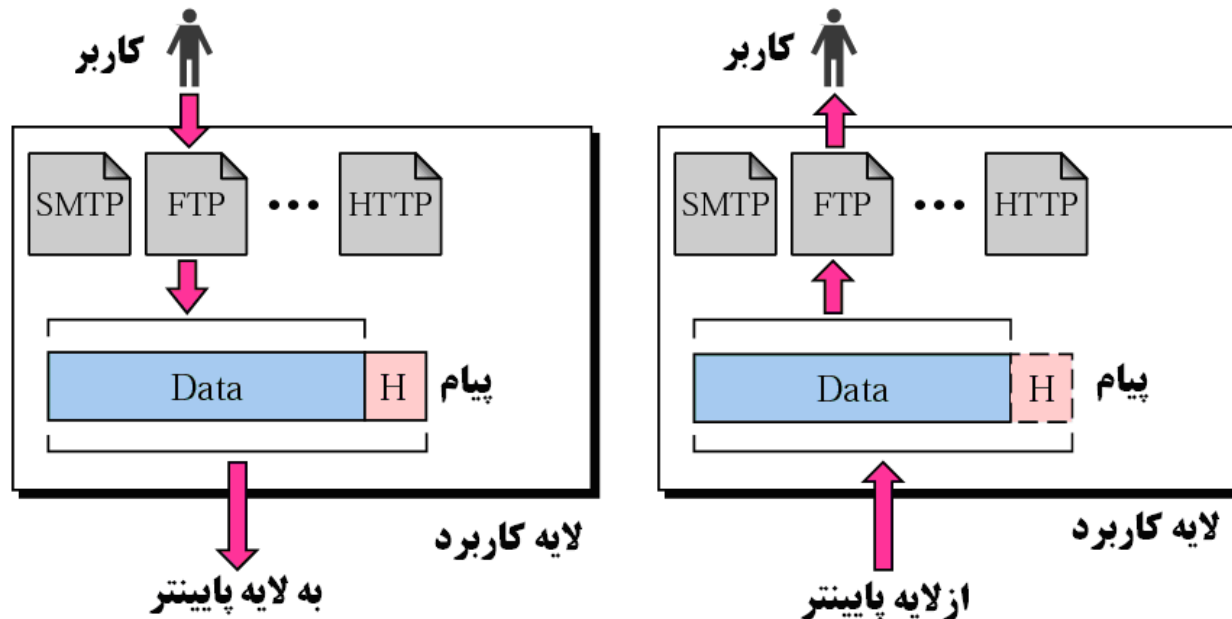 کاربر
SMTP FTP ••• HTTP
Data H پیام
لایه کاربرد
به لایه پایینتر
کاربر
SMTP FTP ••• HTTP
Data H پیام
لایه کاربرد
ازلایه پایینتر